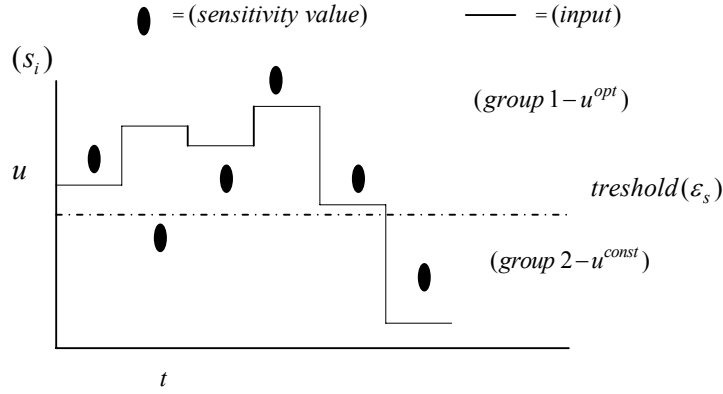 = (sensitivity value) = (input)
(s_i)
(group 1 – u^{opt})
u
treshold(ε_s)
(group 2 – u^{const})
t